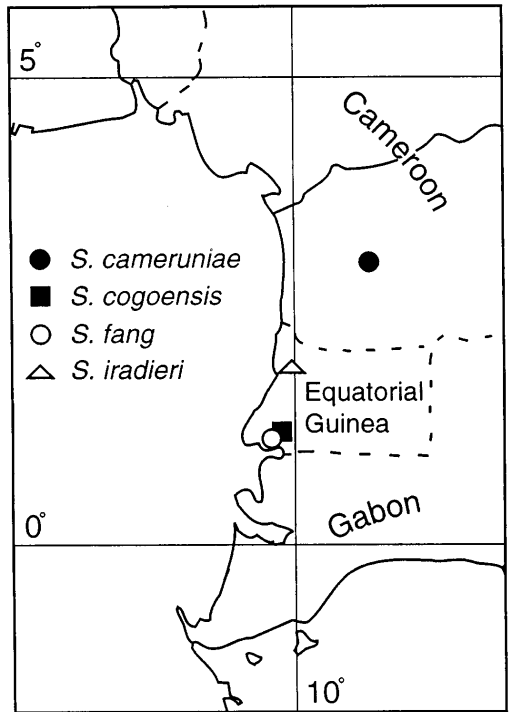 5°
Cameroon
S. cameruniae
S. cogoensis
S. fang
S. iradieri
Equatorial
Guinea
Gabon
0°
10°